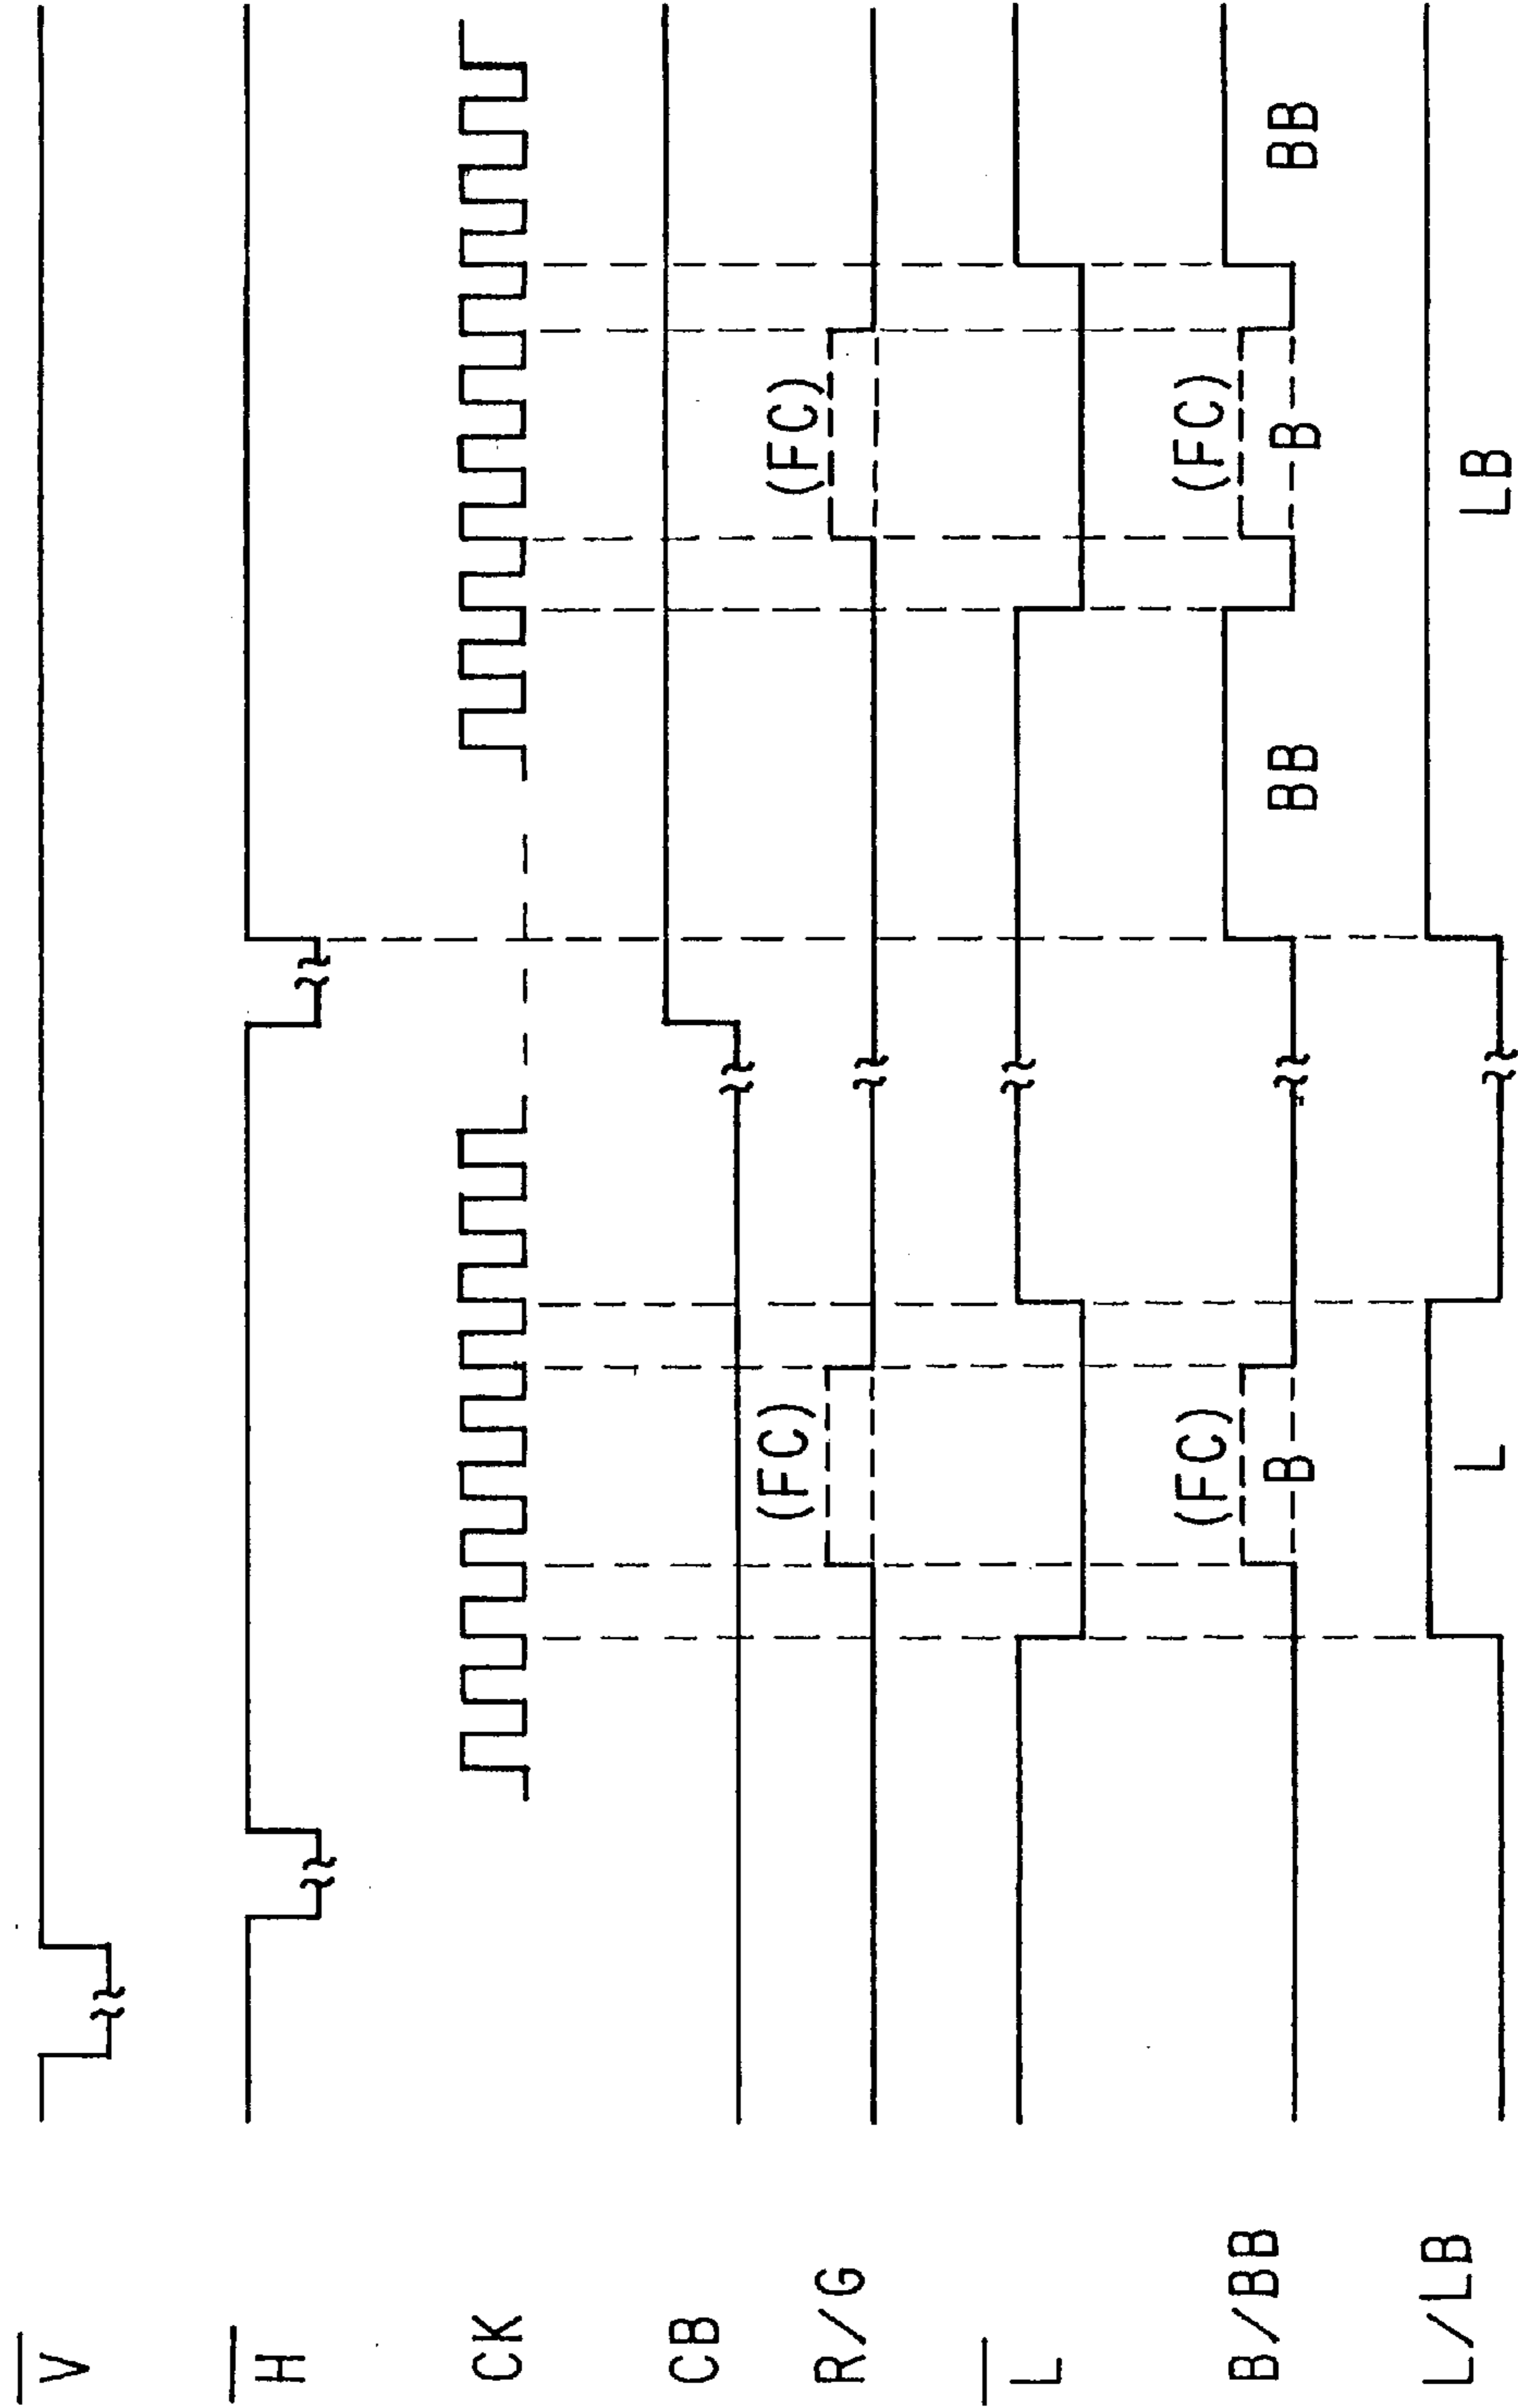 V̅
H̅
CK
CB
R/G
(FC)
(FC)
L̅
B/BB
(FC)
B
BB
(FC)
B
BB
L/LB
L
LB